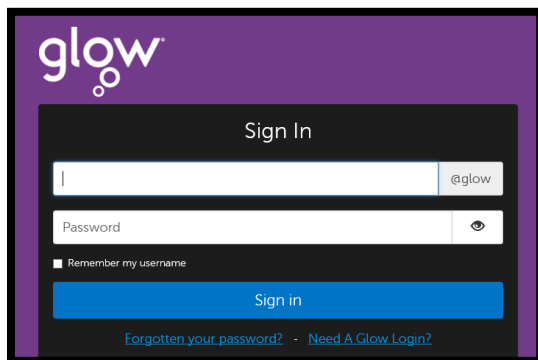 glow
Sign In
@glow
Password
Remember my username
Sign in
Forgotten your password? - Need A Glow Login?